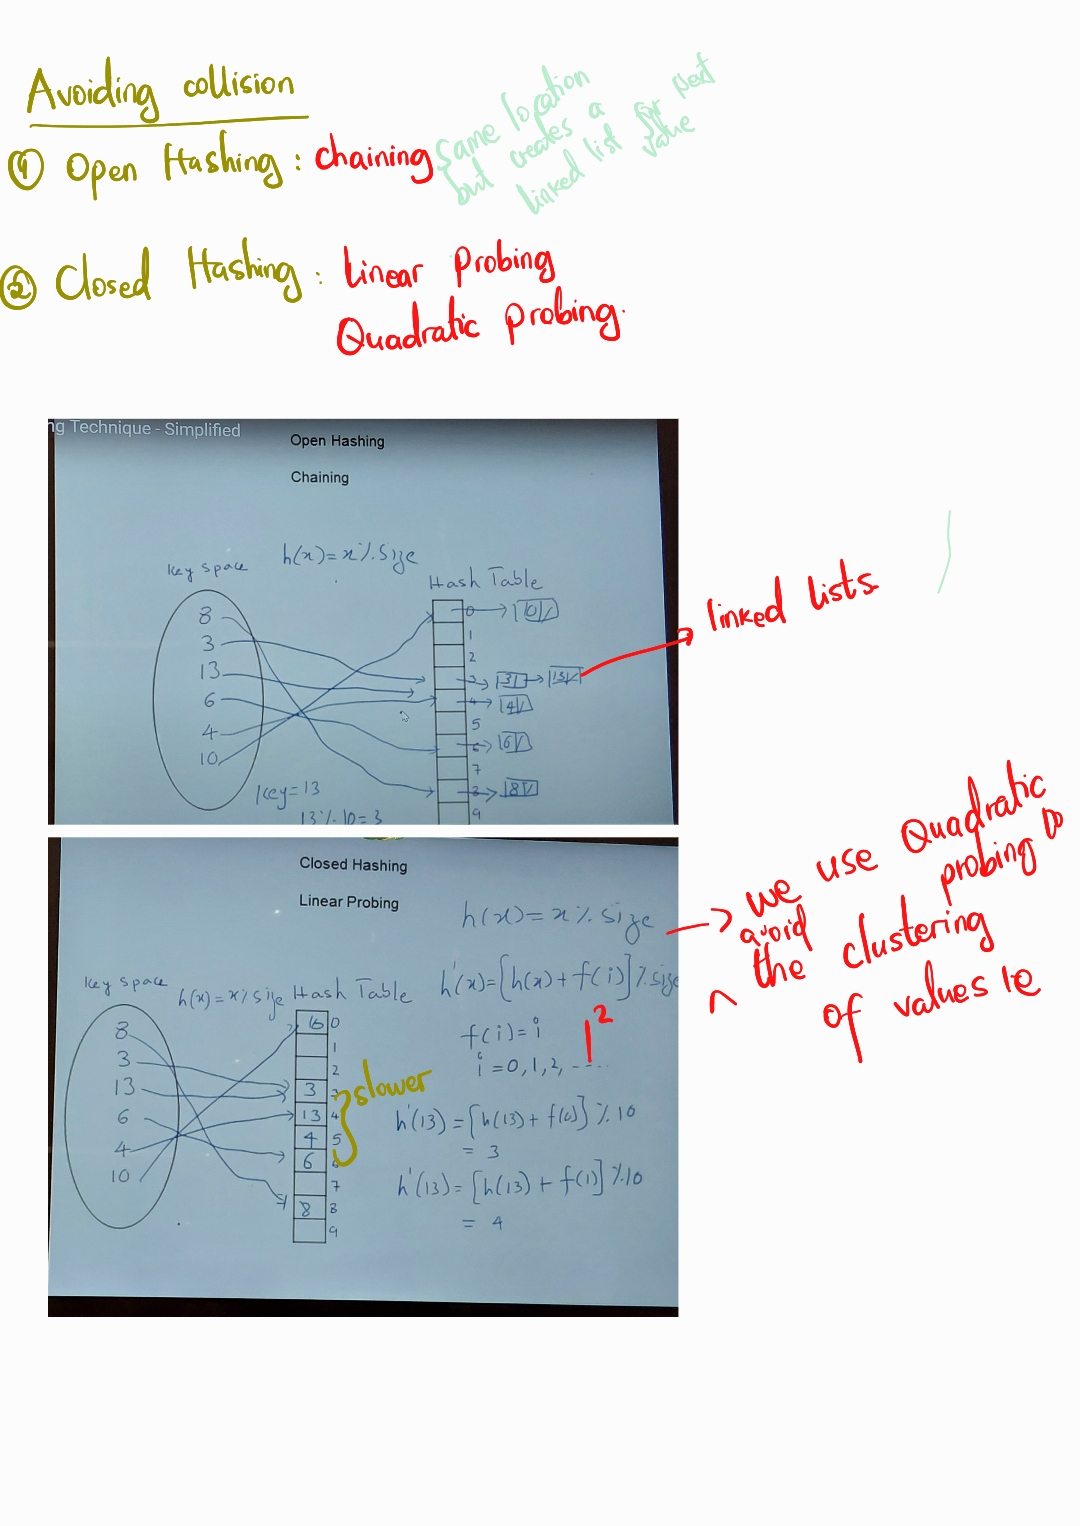 Avoiding collision
① Open Hashing : Chaining
Same location
but creates a
linked list for next
value
② Closed Hashing : Linear Probing
Quadratic probing.
ng Technique - Simplified
Open Hashing
Chaining
h(x) = x % Size
Key Space
Hash Table
8
3
13
6
4
10
0 10
1
2
3 3 13
4 4
5
6 6
7
8 8
9
Key = 13
13 % 10 = 3
linked lists
Closed Hashing
Linear Probing
h(x) = x % size
h'(x) = [h(x) + f(i)] % size
f(i) = i
i = 0, 1, 2, ....
i²
h'(13) = [h(13) + f(0)] % 10
= 3
h'(13) = [h(13) + f(1)] % 10
= 4
Key Space
h(x) = x % size
Hash Table
8
3
13
6
4
10
10 0
1
2
3 3
13 4
4 5
6 6
7
8 8
9
slower
we use Quadratic
probing to
avoid
the clustering
of values ie